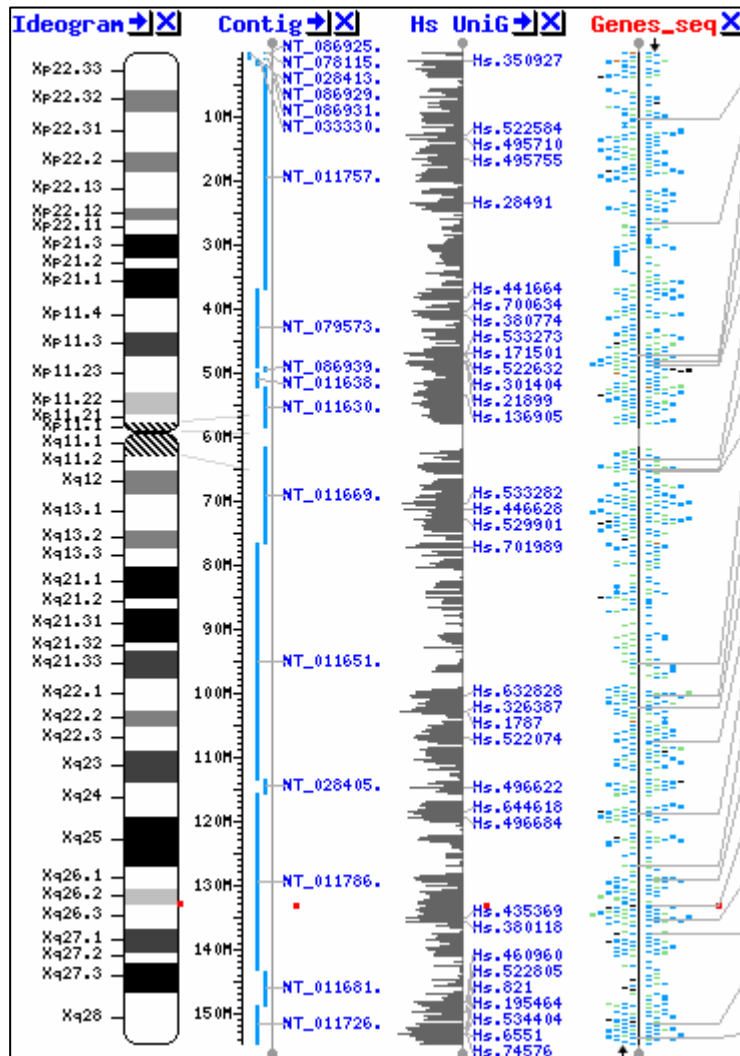 Ideogram Contig Hs UniG Genes_seq
Xp22.33
Xp22.32
Xp22.31
Xp22.2
Xp22.13
Xp22.12
Xp22.11
Xp21.3
Xp21.2
Xp21.1
Xp11.4
Xp11.3
Xp11.23
Xp11.22
Xp11.21
Xp11.1
Xq11.1
Xq11.2
Xq12
Xq13.1
Xq13.2
Xq13.3
Xq21.1
Xq21.2
Xq21.31
Xq21.32
Xq21.33
Xq22.1
Xq22.2
Xq22.3
Xq23
Xq24
Xq25
Xq26.1
Xq26.2
Xq26.3
Xq27.1
Xq27.2
Xq27.3
Xq28
10M
20M
30M
40M
50M
60M
70M
80M
90M
100M
110M
120M
130M
140M
150M
NT_086925.
NT_078115.
NT_028413.
NT_086929.
NT_086931.
NT_033330.
NT_011757.
NT_079573.
NT_086939.
NT_011638.
NT_011630.
NT_011669.
NT_011651.
NT_028405.
NT_011786.
NT_011681.
NT_011726.
Hs.350927
Hs.522584
Hs.495710
Hs.495755
Hs.28491
Hs.441664
Hs.700634
Hs.380774
Hs.533273
Hs.171501
Hs.522632
Hs.301404
Hs.21899
Hs.136905
Hs.533282
Hs.446628
Hs.529901
Hs.701989
Hs.632828
Hs.326387
Hs.1787
Hs.522074
Hs.496622
Hs.644618
Hs.496684
Hs.435369
Hs.380118
Hs.460960
Hs.522805
Hs.821
Hs.195464
Hs.534404
Hs.6551
Hs.74576